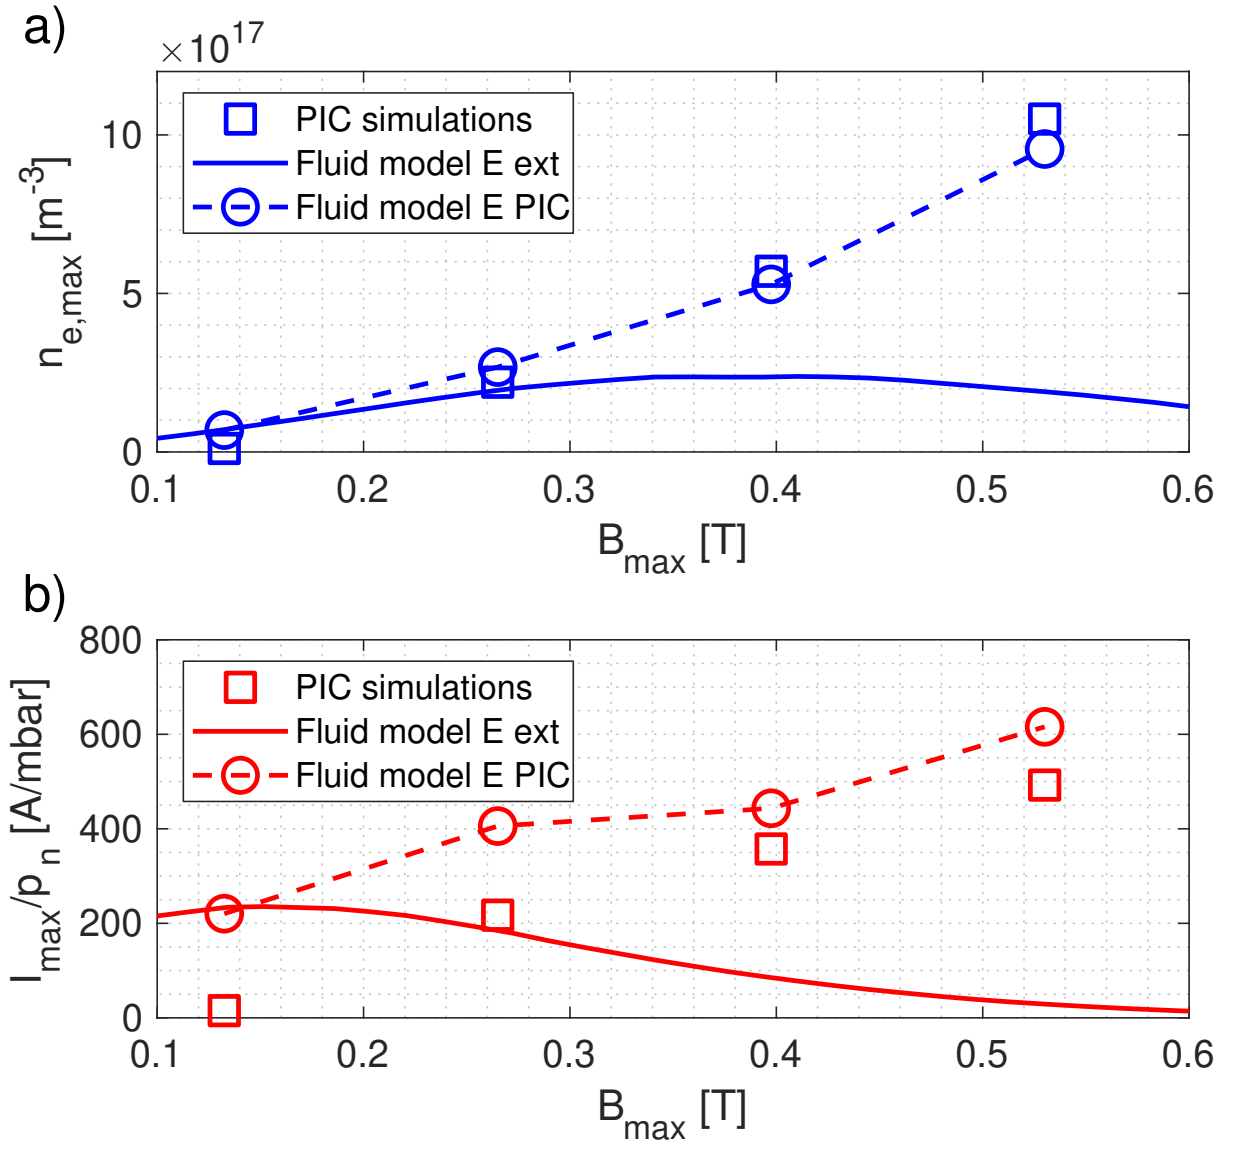 a)
×10^17
PIC simulations
Fluid model E ext
Fluid model E PIC
n_e,max [m^-3]
10
5
0
0.1 0.2 0.3 0.4 0.5 0.6
B_max [T]
b)
PIC simulations
Fluid model E ext
Fluid model E PIC
I_max/p_n [A/mbar]
800
600
400
200
0
0.1 0.2 0.3 0.4 0.5 0.6
B_max [T]